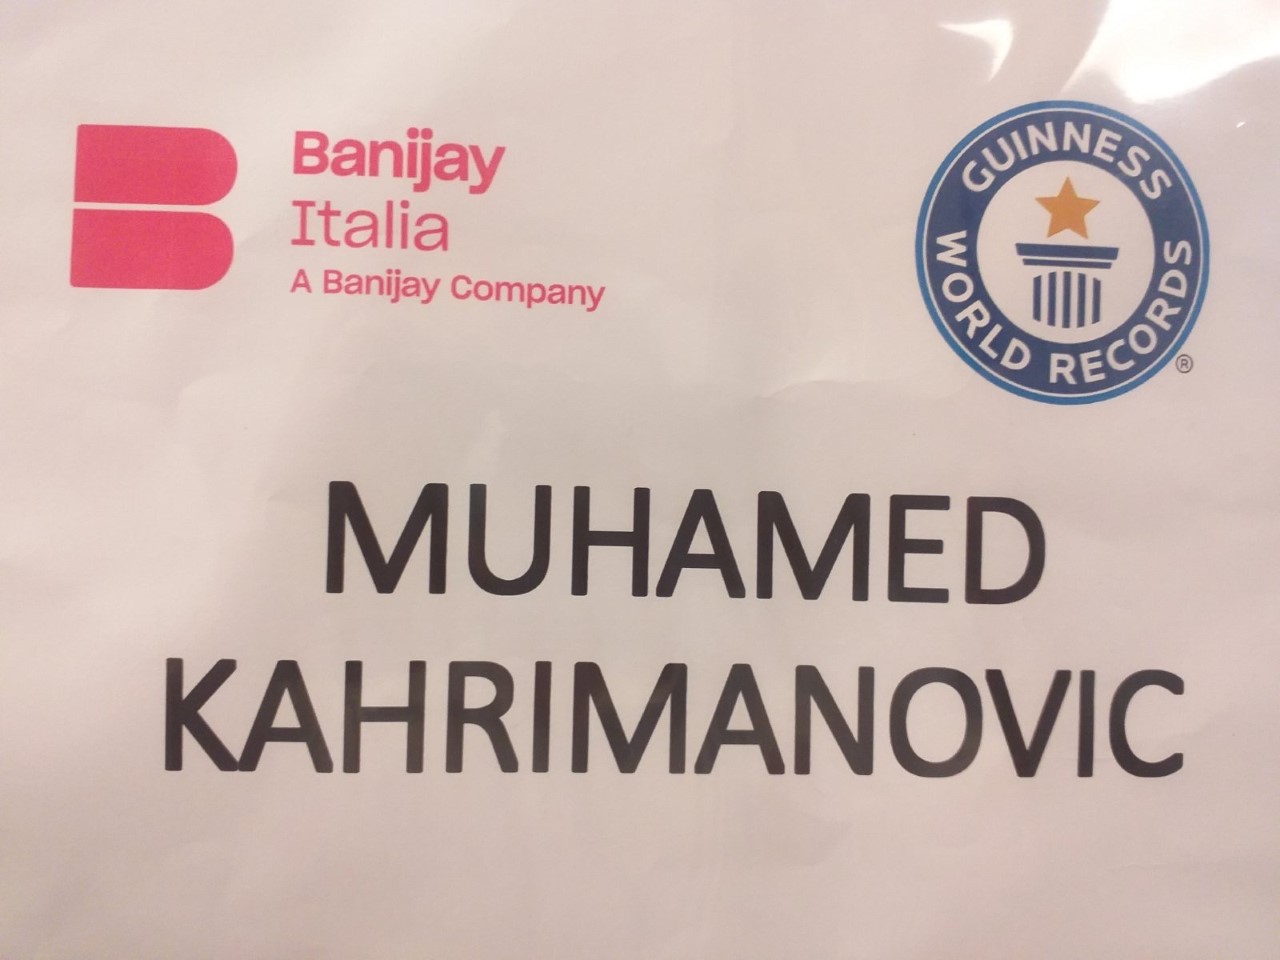 Banijay
Italia
A Banijay Company
GUINNESS
WORLD RECORDS
®
MUHAMED
KAHRIMANOVIC